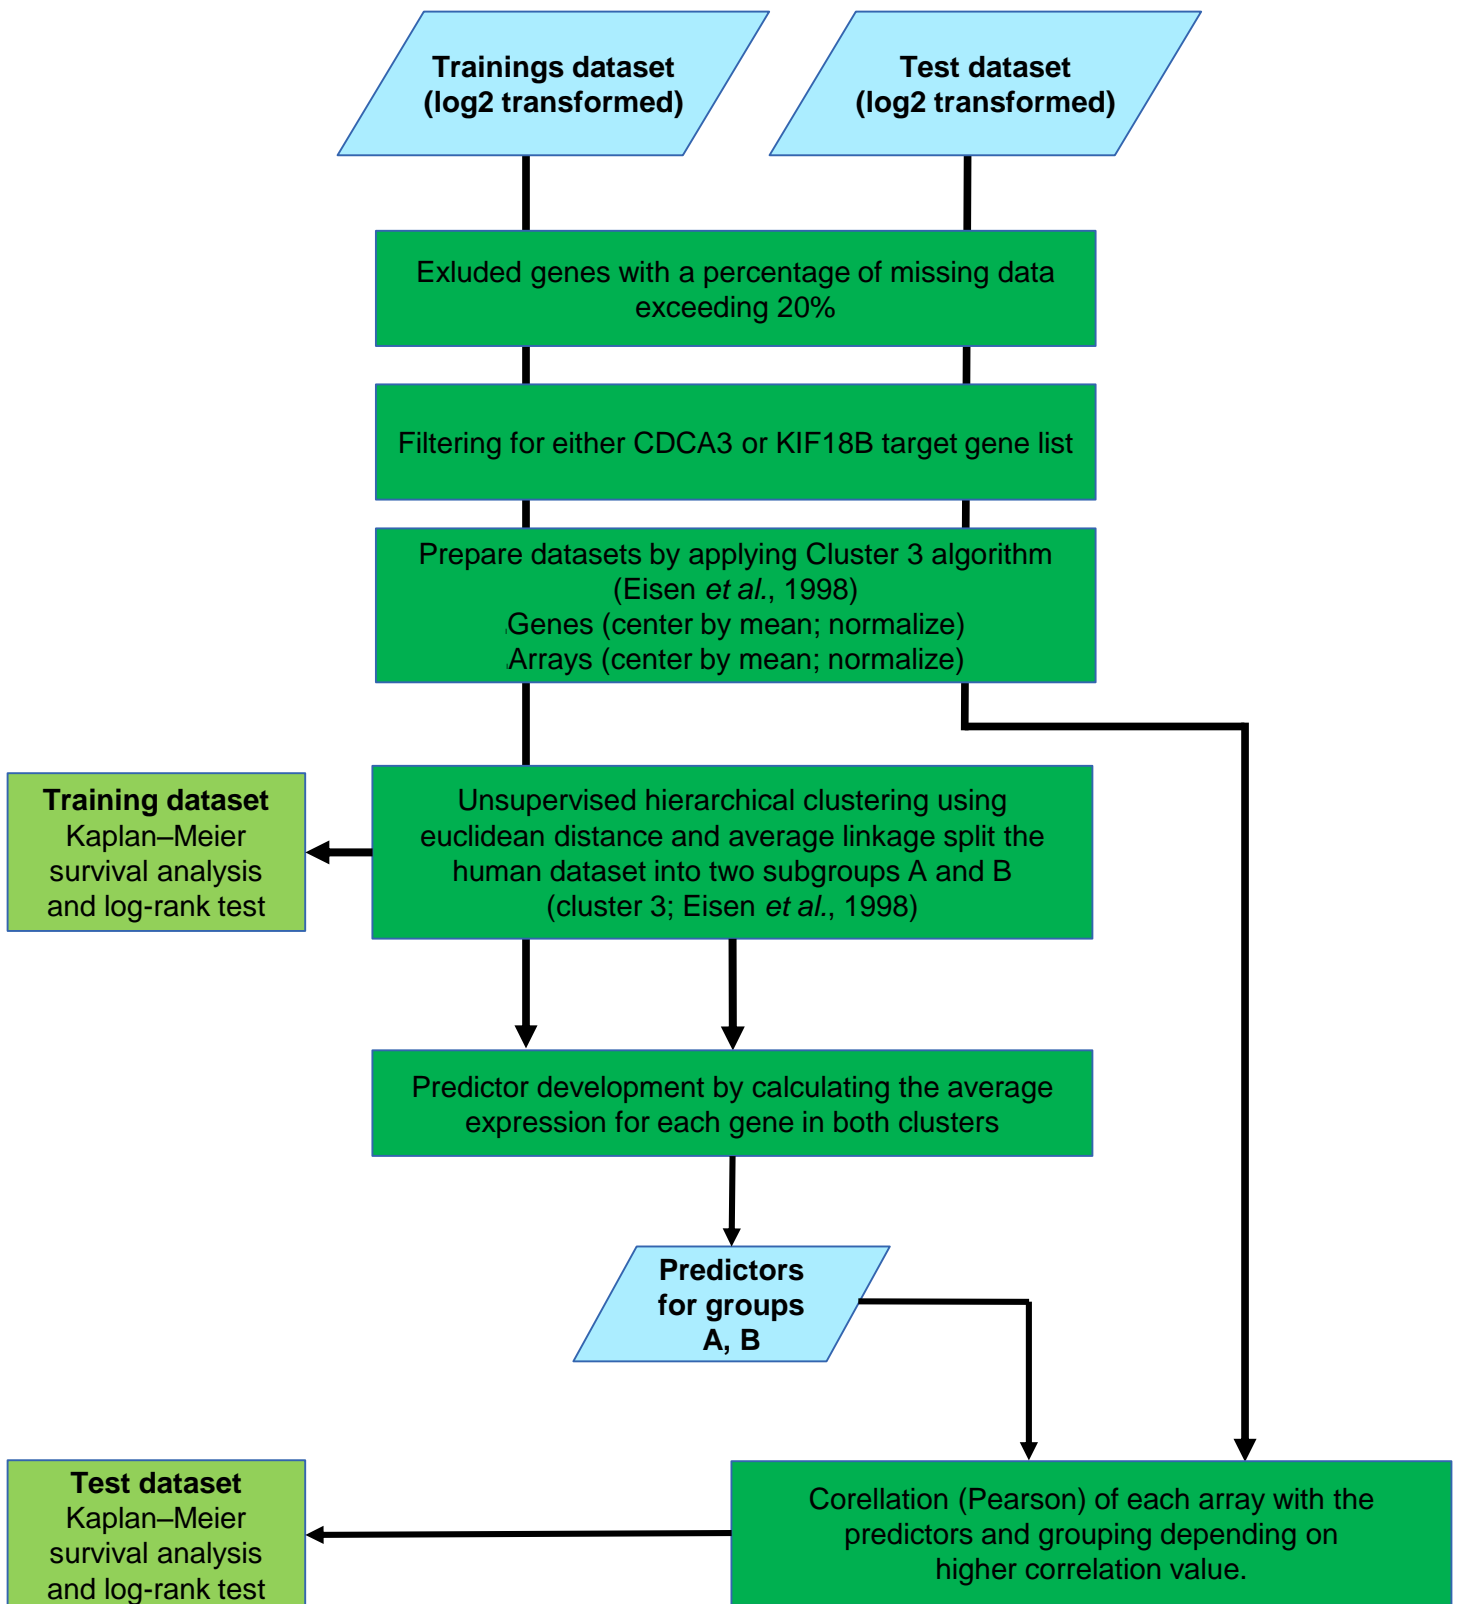 Trainings dataset
(log2 transformed)
Test dataset
(log2 transformed)
Exluded genes with a percentage of missing data
exceeding 20%
Filtering for either CDCA3 or KIF18B target gene list
Prepare datasets by applying Cluster 3 algorithm
(Eisen et al., 1998)
Genes (center by mean; normalize)
Arrays (center by mean; normalize)
Training dataset
Kaplan–Meier
survival analysis
and log-rank test
Unsupervised hierarchical clustering using
euclidean distance and average linkage split the
human dataset into two subgroups A and B
(cluster 3; Eisen et al., 1998)
Predictor development by calculating the average
expression for each gene in both clusters
Predictors
for groups
A, B
Test dataset
Kaplan–Meier
survival analysis
and log-rank test
Corellation (Pearson) of each array with the
predictors and grouping depending on
higher correlation value.